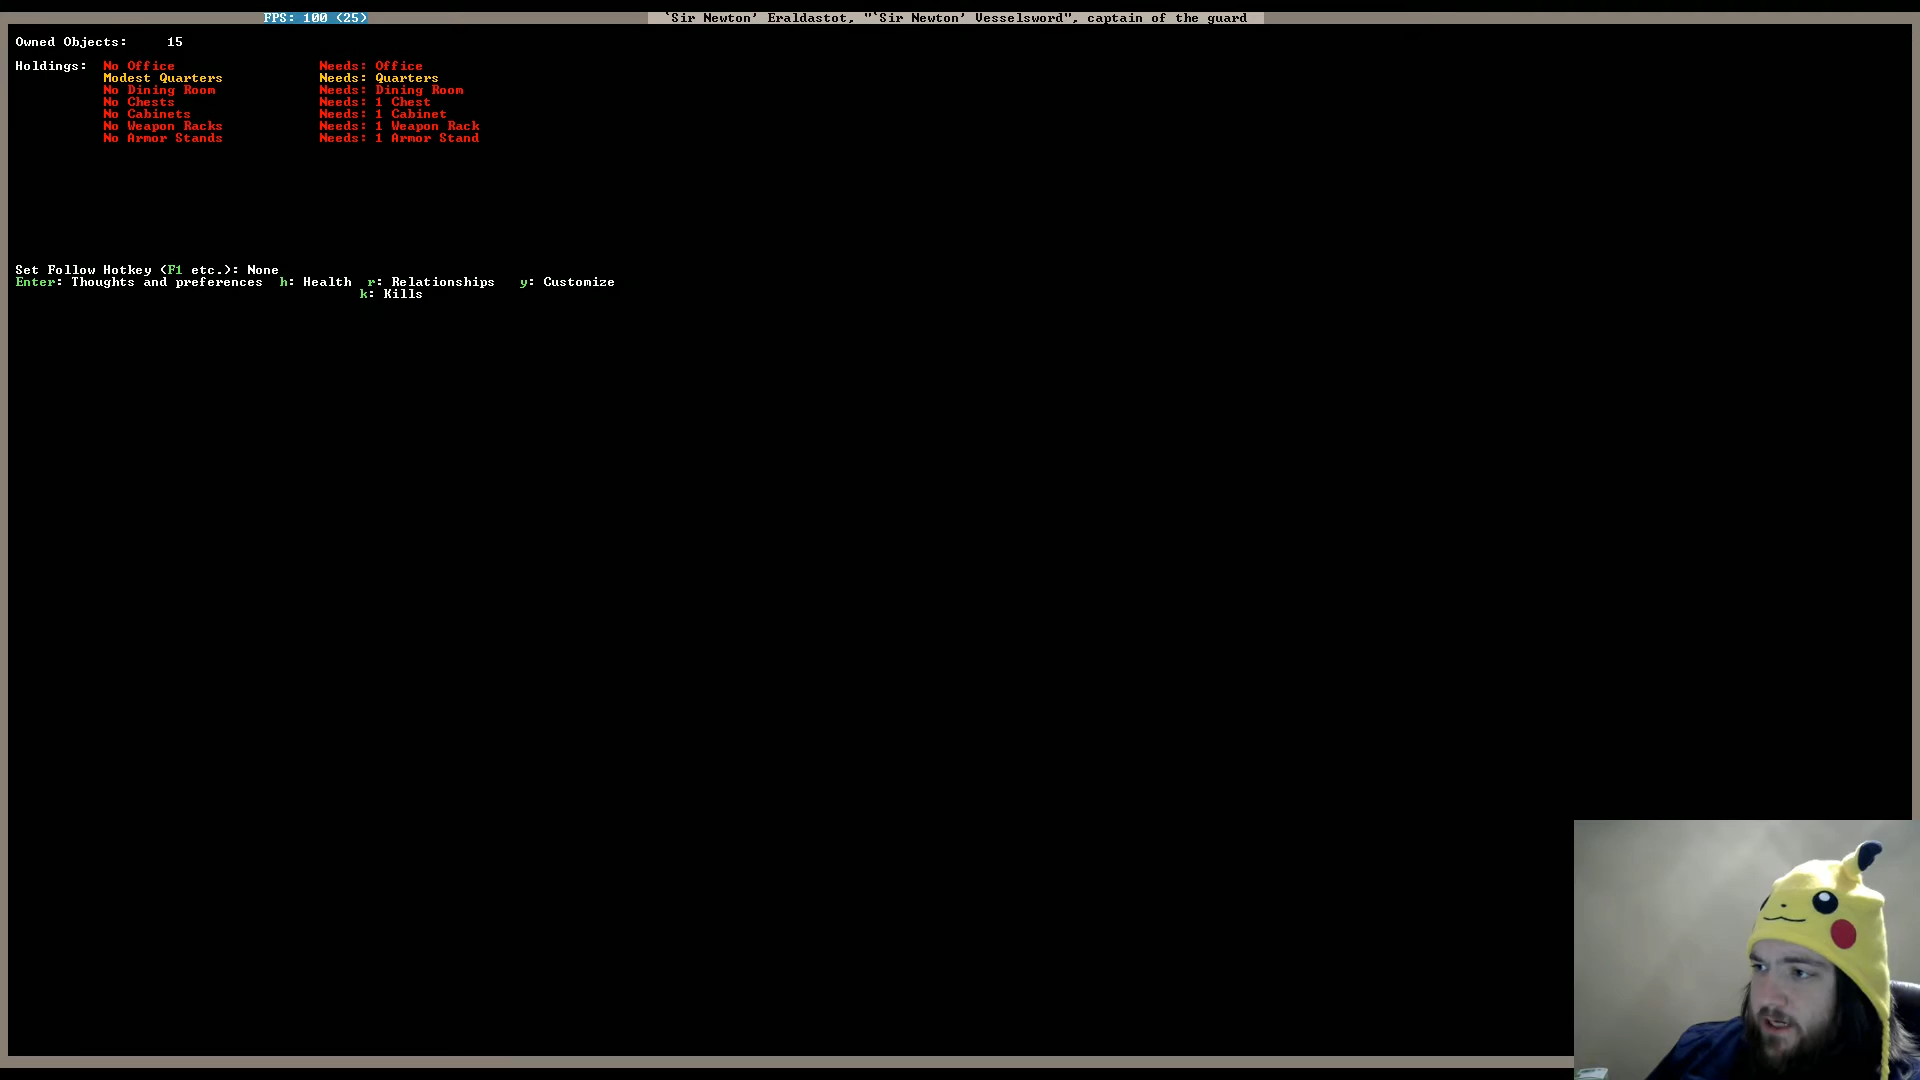 FPS: 100 (25)
`Sir Newton' Eraldastot, "`Sir Newton' Vesselsword", captain of the guard
Owned Objects: 15
Holdings: No Office Needs: Office
Modest Quarters Needs: Quarters
No Dining Room Needs: Dining Room
No Chests Needs: 1 Chest
No Cabinets Needs: 1 Cabinet
No Weapon Racks Needs: 1 Weapon Rack
No Armor Stands Needs: 1 Armor Stand
Set Follow Hotkey (F1 etc.): None
Enter: Thoughts and preferences h: Health r: Relationships y: Customize
k: Kills